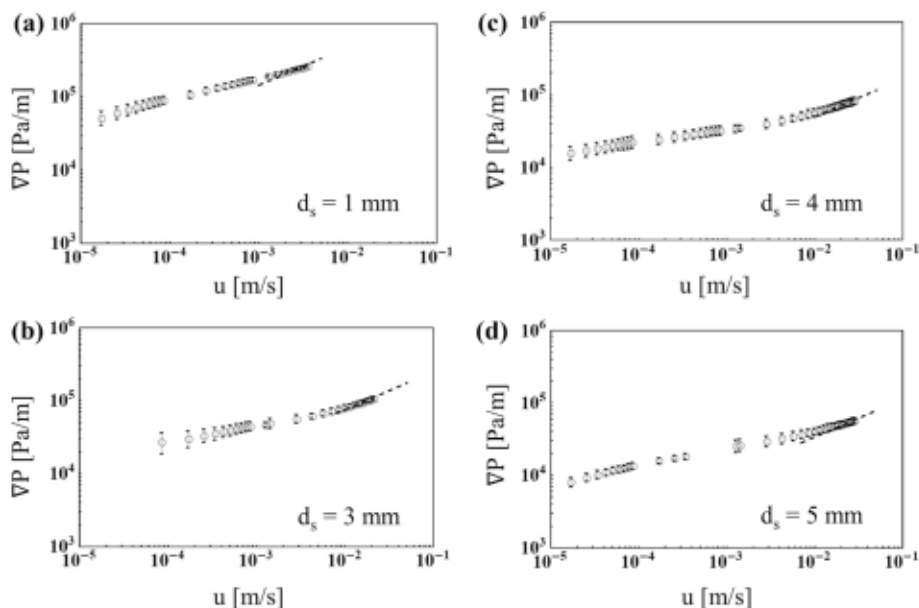 (a)
10⁶
10⁵
10⁴
10³
∇P [Pa/m]
dₛ = 1 mm
10⁻⁵ 10⁻⁴ 10⁻³ 10⁻² 10⁻¹
u [m/s]
(c)
10⁶
10⁵
10⁴
10³
∇P [Pa/m]
dₛ = 4 mm
10⁻⁵ 10⁻⁴ 10⁻³ 10⁻² 10⁻¹
u [m/s]
(b)
10⁶
10⁵
10⁴
10³
∇P [Pa/m]
dₛ = 3 mm
10⁻⁵ 10⁻⁴ 10⁻³ 10⁻² 10⁻¹
u [m/s]
(d)
10⁶
10⁵
10⁴
10³
∇P [Pa/m]
dₛ = 5 mm
10⁻⁵ 10⁻⁴ 10⁻³ 10⁻² 10⁻¹
u [m/s]